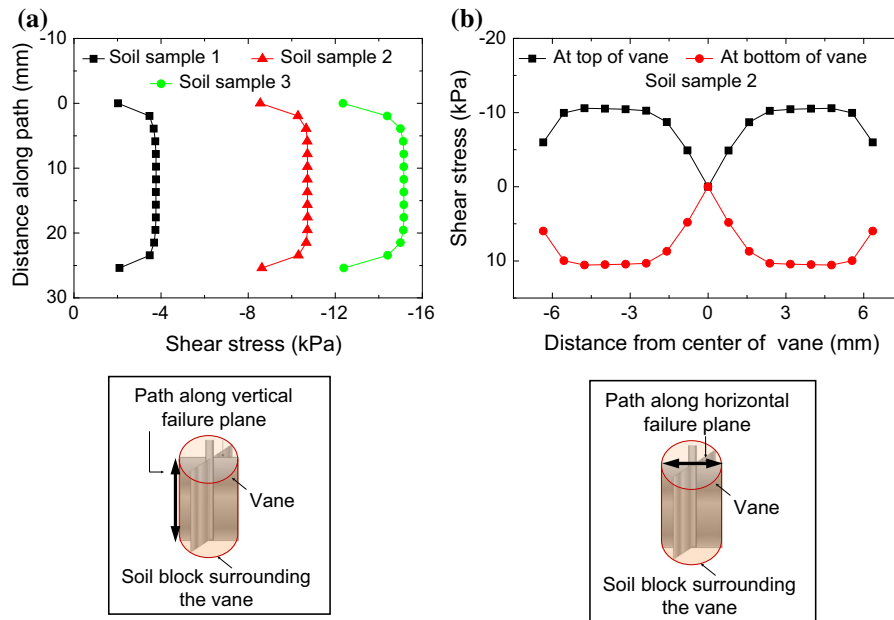 (a)
Soil sample 1
Soil sample 2
Soil sample 3
Distance along path (mm)
-10
0
10
20
30
0
-4
-8
-12
-16
Shear stress (kPa)
(b)
At top of vane
At bottom of vane
Soil sample 2
Shear stress (kPa)
-20
-10
0
10
-6
-3
0
3
6
Distance from center of vane (mm)
Path along vertical
failure plane
Vane
Soil block surrounding
the vane
Path along horizontal
failure plane
Vane
Soil block surrounding
the vane